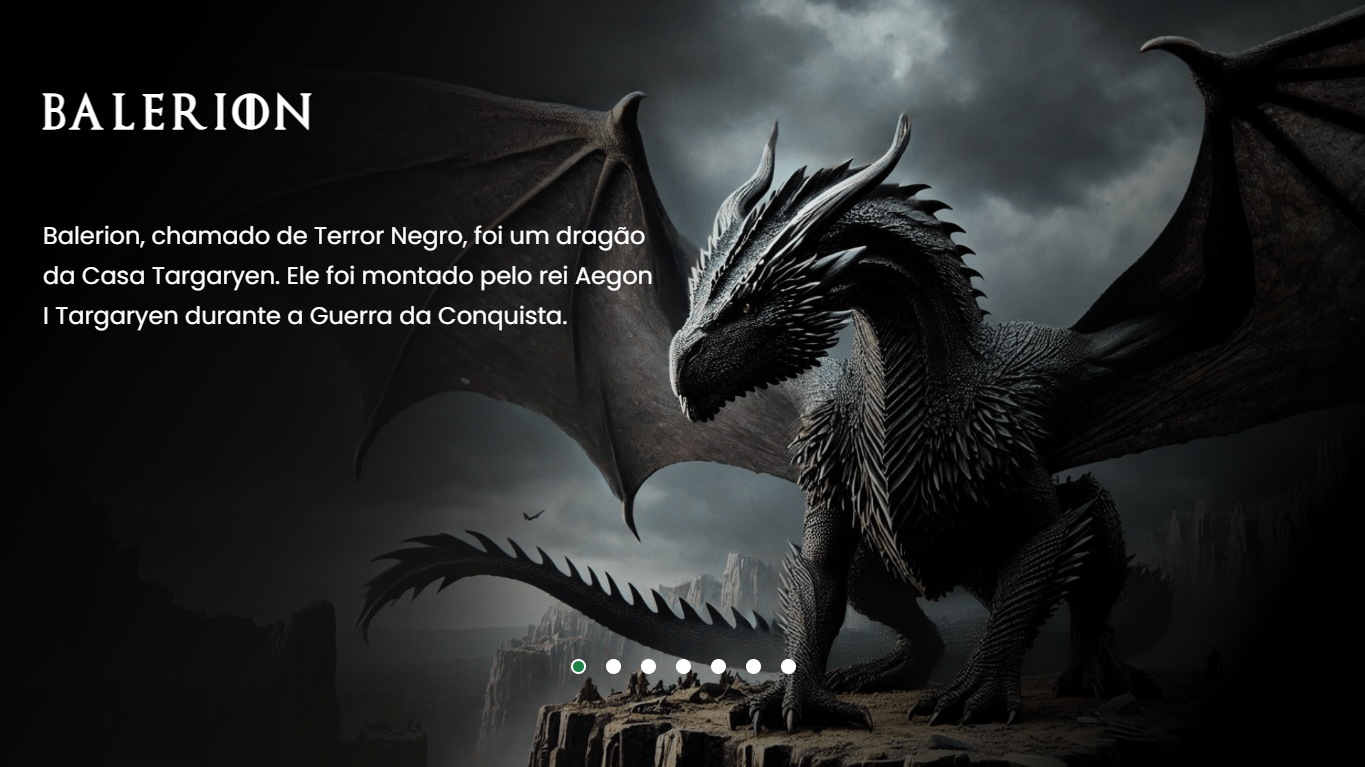 BALERION
Balerion, chamado de Terror Negro, foi um dragão
da Casa Targaryen. Ele foi montado pelo rei Aegon
I Targaryen durante a Guerra da Conquista.